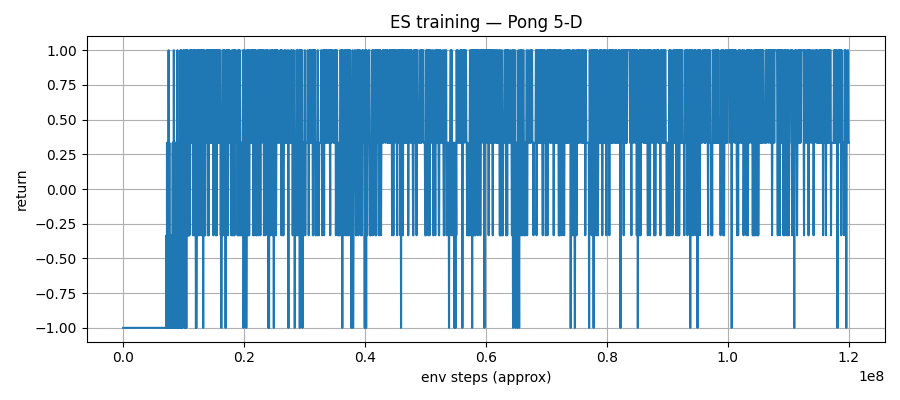 ES training — Pong 5-D
1.00
0.75
0.50
0.25
0.00
−0.25
−0.50
−0.75
−1.00
return
0.0 0.2 0.4 0.6 0.8 1.0 1.2
1e8
env steps (approx)